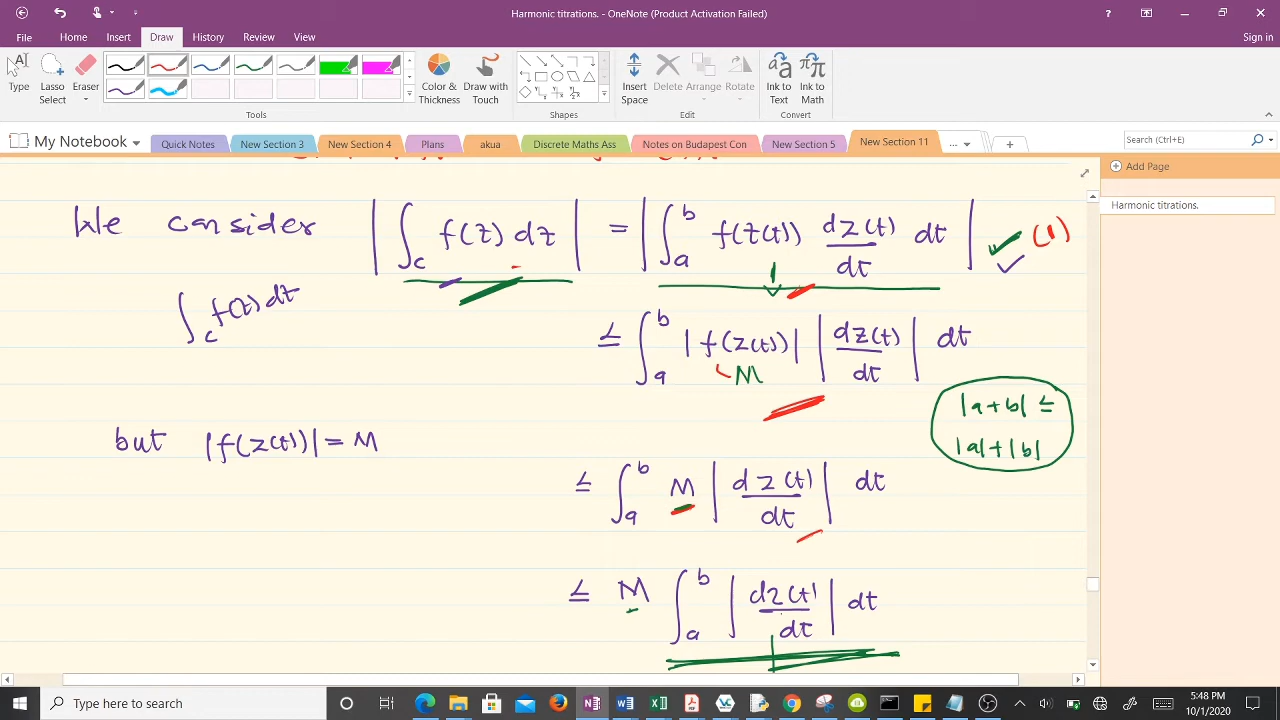 Harmonic titrations. - OneNote (Product Activation Failed)
File Home Insert Draw History Review View Sign in
Type Lasso Select Eraser Color & Thickness Draw with Touch Insert Space Delete Arrange Rotate Ink to Text Ink to Math
Tools Shapes Edit Convert
My Notebook Quick Notes New Section 3 New Section 4 Plans akua Discrete Maths Ass Notes on Budapest Con New Section 5 New Section 11 ... Search (Ctrl+E)
Add Page
Harmonic titrations.
We consider |∫_c f(z) dz| = |∫_a^b f(z(t)) dz(t)/dt dt| (1)
∫_c f(t) dt
≤ ∫_a^b |f(z(t))| |dz(t)/dt| dt
M
|a+b| ≤
|a|+|b|
but |f(z(t))| = M
≤ ∫_a^b M |dz(t)/dt| dt
≤ M ∫_a^b |dz(t)/dt| dt
Type here to search
5:48 PM
10/1/2020